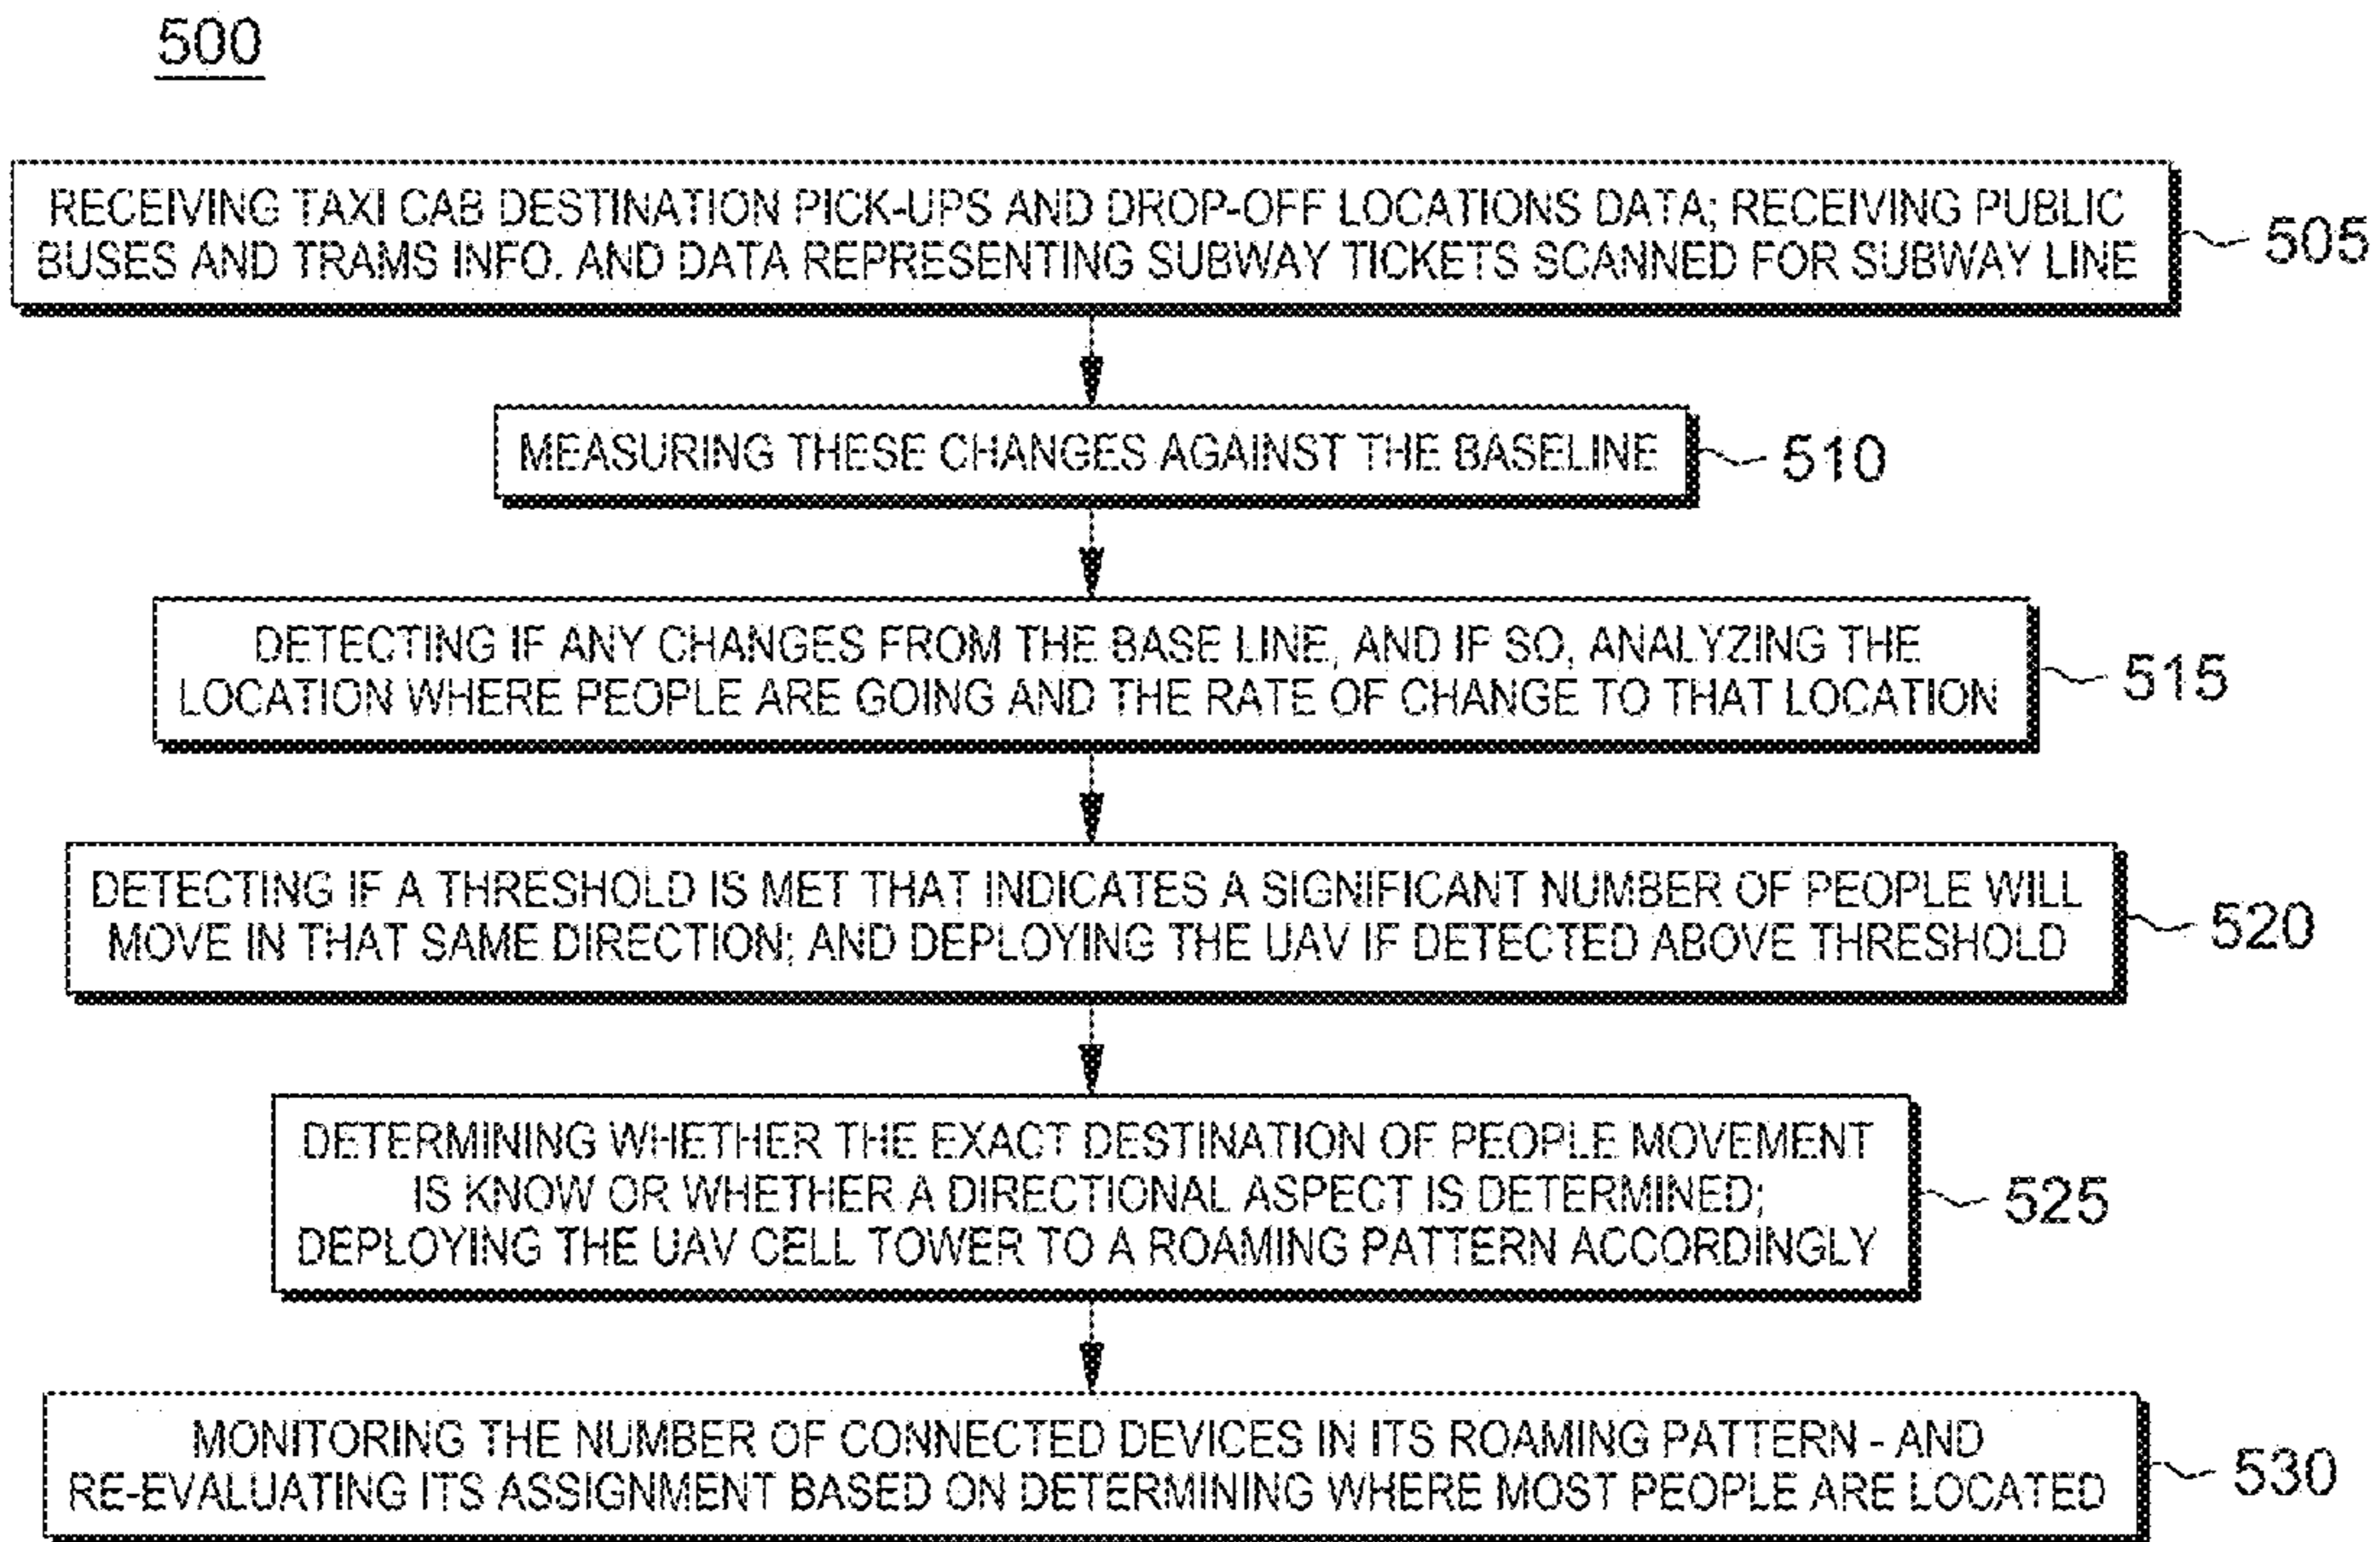 500
RECEIVING TAXI CAB DESTINATION PICK-UPS AND DROP-OFF LOCATIONS DATA; RECEIVING PUBLIC
BUSES AND TRAMS INFO. AND DATA REPRESENTING SUBWAY TICKETS SCANNED FOR SUBWAY LINE
505
MEASURING THESE CHANGES AGAINST THE BASELINE
510
DETECTING IF ANY CHANGES FROM THE BASE LINE, AND IF SO, ANALYZING THE
LOCATION WHERE PEOPLE ARE GOING AND THE RATE OF CHANGE TO THAT LOCATION
515
DETECTING IF A THRESHOLD IS MET THAT INDICATES A SIGNIFICANT NUMBER OF PEOPLE WILL
MOVE IN THAT SAME DIRECTION; AND DEPLOYING THE UAV IF DETECTED ABOVE THRESHOLD
520
DETERMINING WHETHER THE EXACT DESTINATION OF PEOPLE MOVEMENT
IS KNOW OR WHETHER A DIRECTIONAL ASPECT IS DETERMINED;
DEPLOYING THE UAV CELL TOWER TO A ROAMING PATTERN ACCORDINGLY
525
MONITORING THE NUMBER OF CONNECTED DEVICES IN ITS ROAMING PATTERN - AND
RE-EVALUATING ITS ASSIGNMENT BASED ON DETERMINING WHERE MOST PEOPLE ARE LOCATED
530